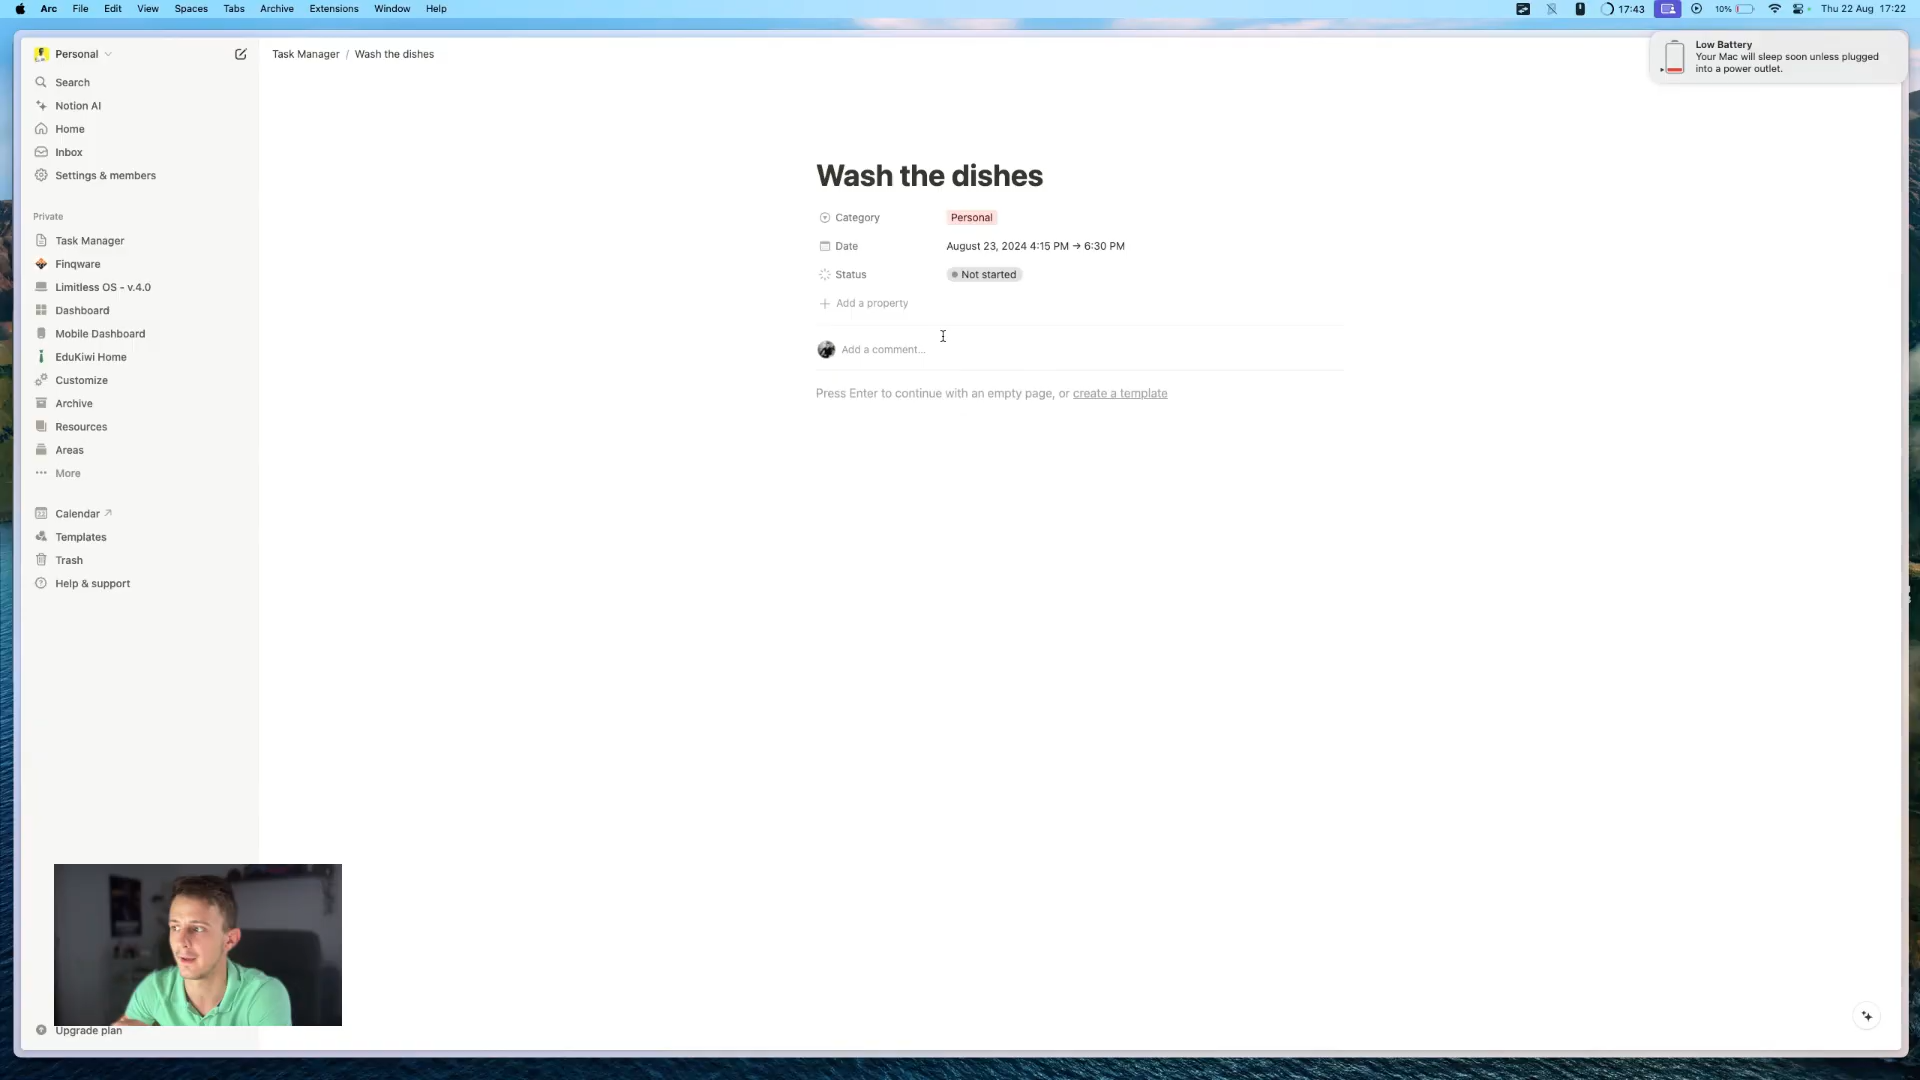 Arc File Edit View Spaces Tabs Archive Extensions Window Help 17:43 10% Thu 22 Aug 17:22
Personal
Task Manager / Wash the dishes
Low Battery
Your Mac will sleep soon unless plugged
into a power outlet.
Search
Notion AI
Home
Inbox
Settings & members
Private
Task Manager
Finqware
Limitless OS - v.4.0
Dashboard
Mobile Dashboard
EduKiwi Home
Customize
Archive
Resources
Areas
More
Calendar
Templates
Trash
Help & support
Upgrade plan
Wash the dishes
Category Personal
Date August 23, 2024 4:15 PM → 6:30 PM
Status Not started
Add a property
Add a comment...
Press Enter to continue with an empty page, or create a template